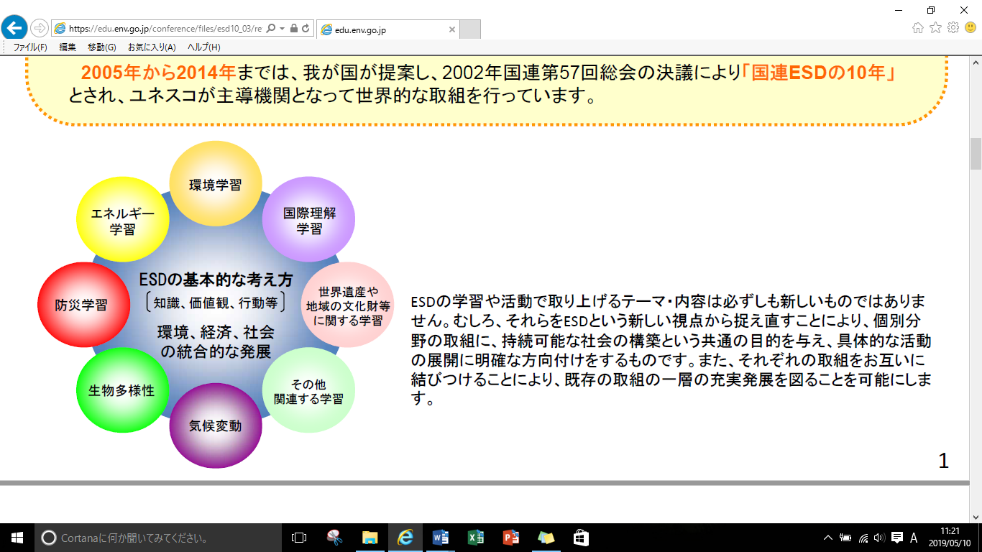 https://edu.env.go.jp/conference/files/esd10_03/re
edu.env.go.jp
ファイル(F) 編集 移動(G) お気に入り(A) ヘルプ(H)
2005年から2014年までは、我が国が提案し、2002年国連第57回総会の決議により「国連ESDの10年」
とされ、ユネスコが主導機関となって世界的な取組を行っています。
環境学習
エネルギー
学習
国際理解
学習
防災学習
ESDの基本的な考え方
〔知識、価値観、行動等〕
環境、経済、社会
の統合的な発展
世界遺産や
地域の文化財等
に関する学習
生物多様性
その他
関連する学習
気候変動
ESDの学習や活動で取り上げるテーマ・内容は必ずしも新しいものではありま
せん。むしろ、それらをESDという新しい視点から捉え直すことにより、個別分
野の取組に、持続可能な社会の構築という共通の目的を与え、具体的な活動
の展開に明確な方向付けをするものです。また、それぞれの取組をお互いに
結びつけることにより、既存の取組の一層の充実発展を図ることを可能にしま
す。
1
Cortanaに何か聞いてみてください。
A
11:21
2019/05/10